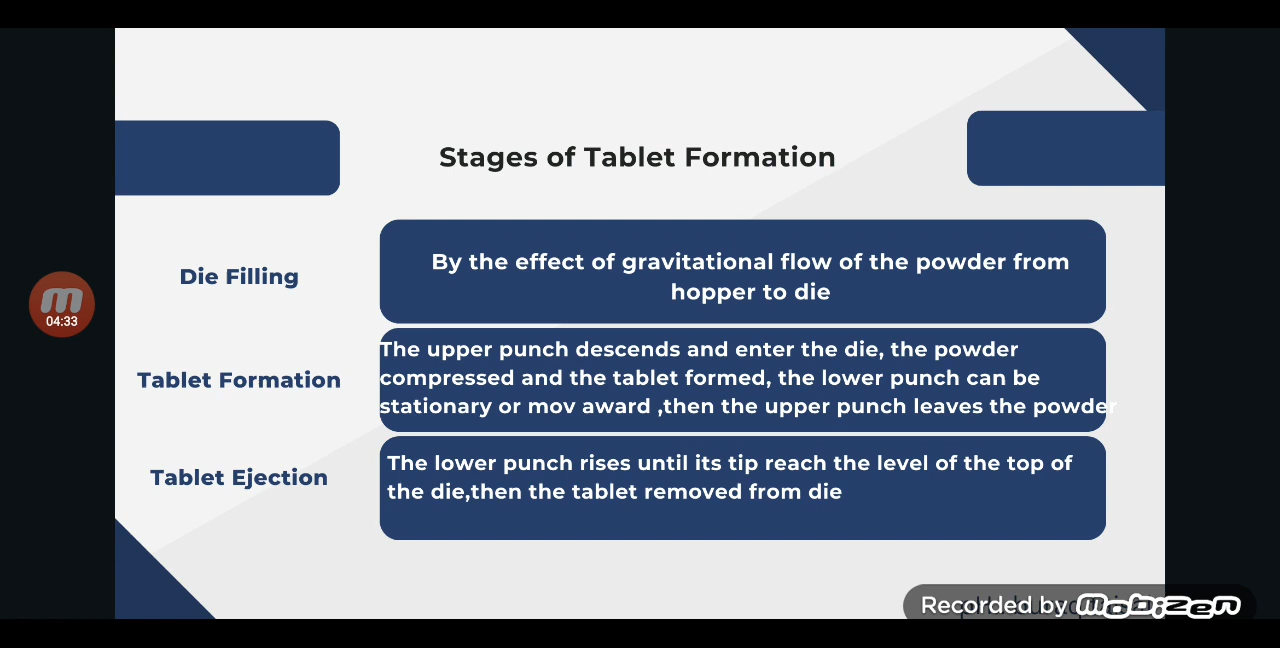 Stages of Tablet Formation
Die Filling
By the effect of gravitational flow of the powder from
hopper to die
Tablet Formation
The upper punch descends and enter the die, the powder
compressed and the tablet formed, the lower punch can be
stationary or mov award ,then the upper punch leaves the powder
Tablet Ejection
The lower punch rises until its tip reach the level of the top of
the die,then the tablet removed from die
04:33
Recorded by Mobizen